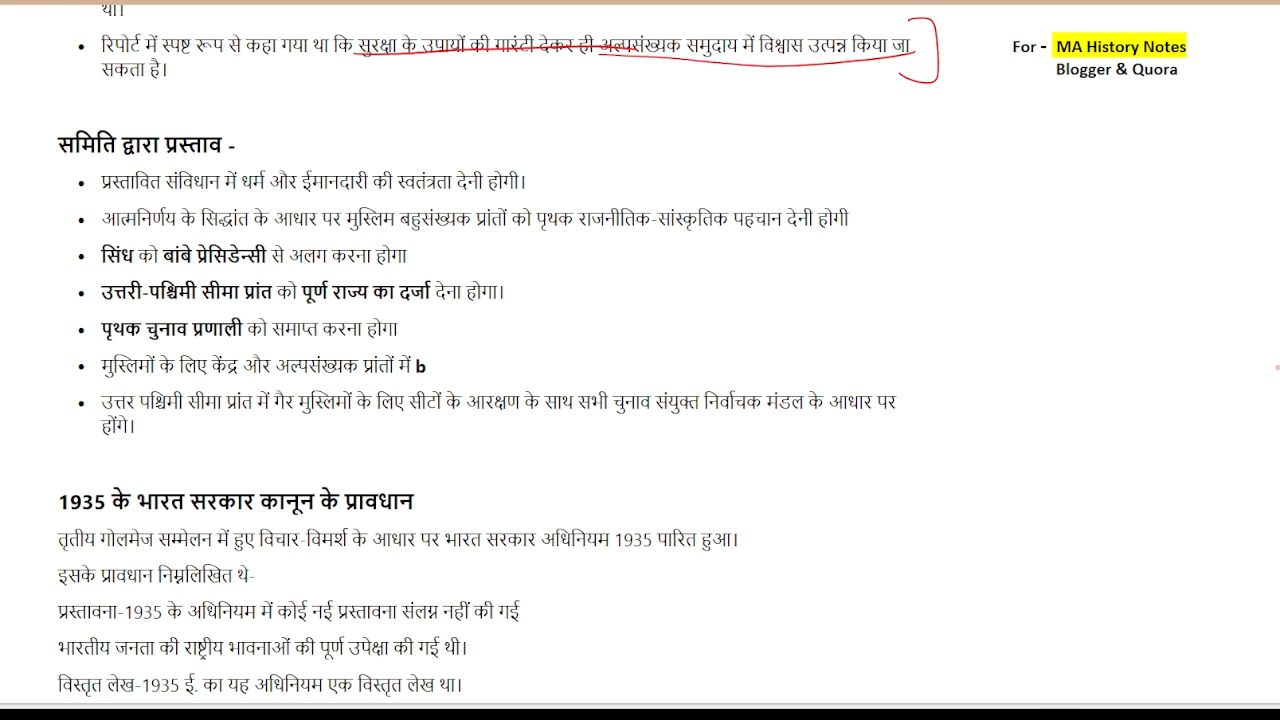 था।
रिपोर्ट में स्पष्ट रूप से कहा गया था कि सुरक्षा के उपायों की गारंटी देकर ही अल्पसंख्यक समुदाय में विश्वास उत्पन्न किया जा
सकता है।
For - MA History Notes
Blogger & Quora
समिति द्वारा प्रस्ताव -
प्रस्तावित संविधान में धर्म और ईमानदारी की स्वतंत्रता देनी होगी।
आत्मनिर्णय के सिद्धांत के आधार पर मुस्लिम बहुसंख्यक प्रांतों को पृथक राजनीतिक-सांस्कृतिक पहचान देनी होगी
सिंध को बांबे प्रेसिडेन्सी से अलग करना होगा
उत्तरी-पश्चिमी सीमा प्रांत को पूर्ण राज्य का दर्जा देना होगा।
पृथक चुनाव प्रणाली को समाप्त करना होगा
मुस्लिमों के लिए केंद्र और अल्पसंख्यक प्रांतों में b
उत्तर पश्चिमी सीमा प्रांत में गैर मुस्लिमों के लिए सीटों के आरक्षण के साथ सभी चुनाव संयुक्त निर्वाचक मंडल के आधार पर
होंगे।
1935 के भारत सरकार कानून के प्रावधान
तृतीय गोलमेज सम्मेलन में हुए विचार-विमर्श के आधार पर भारत सरकार अधिनियम 1935 पारित हुआ।
इसके प्रावधान निम्नलिखित थे-
प्रस्तावना-1935 के अधिनियम में कोई नई प्रस्तावना संलग्न नहीं की गई
भारतीय जनता की राष्ट्रीय भावनाओं की पूर्ण उपेक्षा की गई थी।
विस्तृत लेख-1935 ई. का यह अधिनियम एक विस्तृत लेख था।